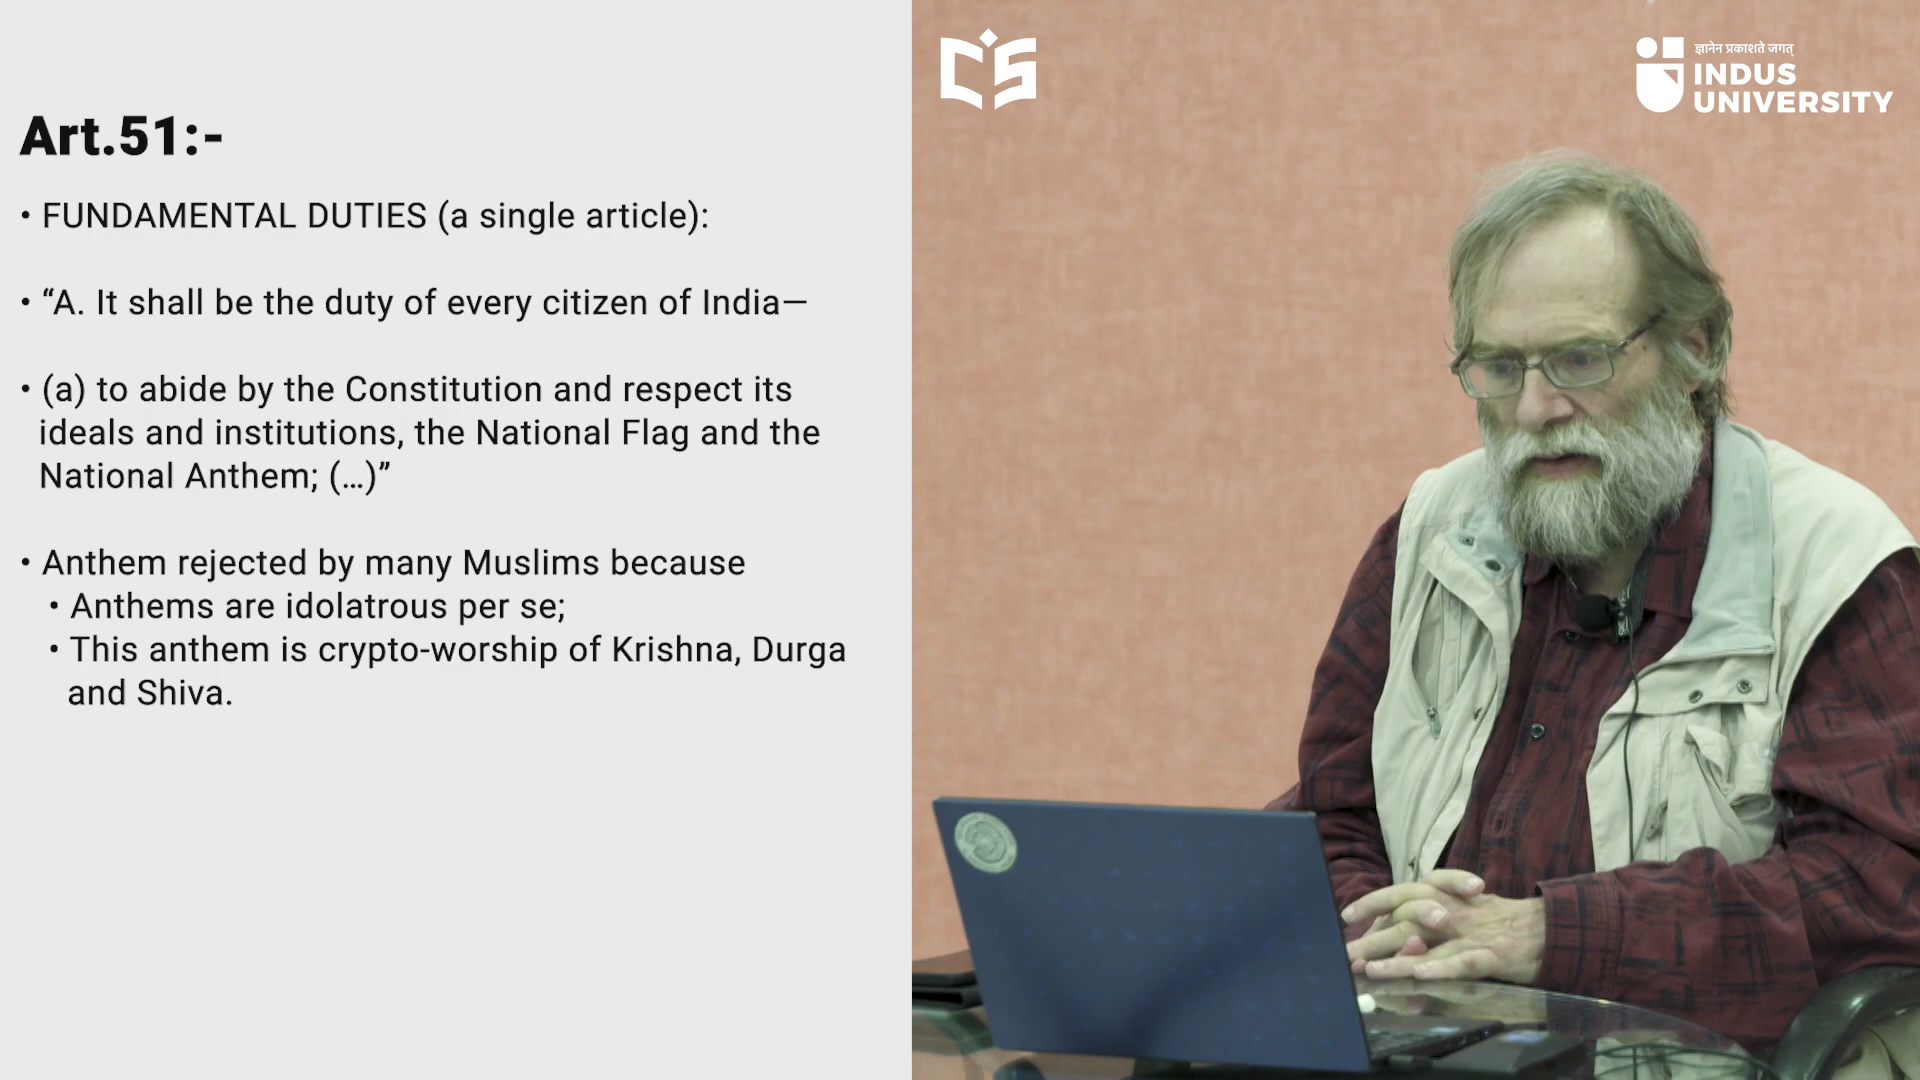 Art.51:-
• FUNDAMENTAL DUTIES (a single article):
• “A. It shall be the duty of every citizen of India—
• (a) to abide by the Constitution and respect its
ideals and institutions, the National Flag and the
National Anthem; (…)”
• Anthem rejected by many Muslims because
• Anthems are idolatrous per se;
• This anthem is crypto-worship of Krishna, Durga
and Shiva.
CIS
ज्ञानेन प्रकाशते जगत्
INDUS
UNIVERSITY